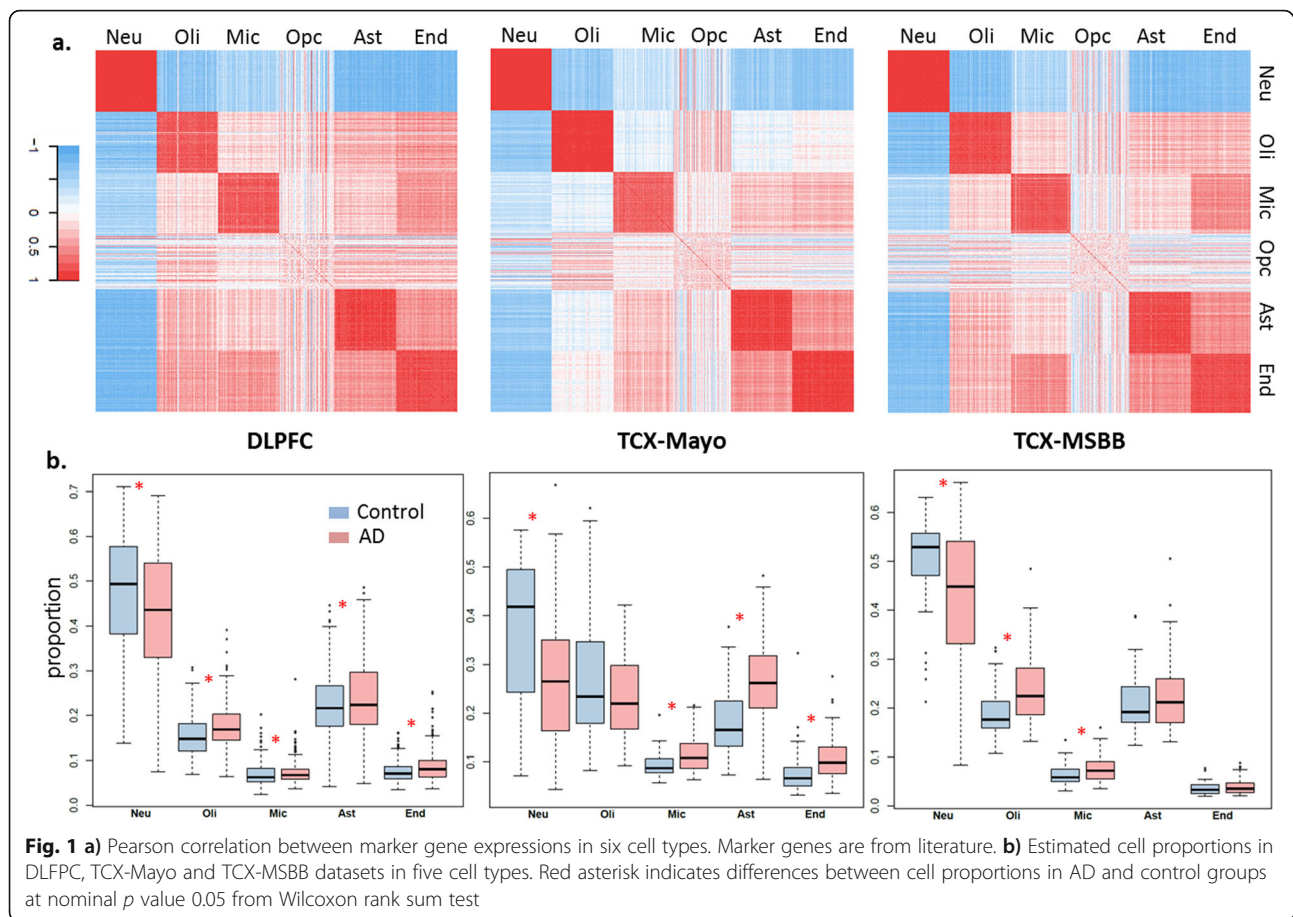 a.
Neu Oli Mic Opc Ast End
Neu Oli Mic Opc Ast End
Neu Oli Mic Opc Ast End
Neu
Oli
Mic
Opc
Ast
End
−1
0
0.5
1
DLPFC
TCX-Mayo
TCX-MSBB
b.
proportion
0.7
0.6
0.5
0.4
0.3
0.2
0.1
0.0
Control
AD
* * * * *
Neu Oli Mic Ast End
0.6
0.5
0.4
0.3
0.2
0.1
* * * *
Neu Oli Mic Ast End
0.6
0.5
0.4
0.3
0.2
0.1
0.0
* * *
Neu Oli Mic Ast End
Fig. 1 a) Pearson correlation between marker gene expressions in six cell types. Marker genes are from literature. b) Estimated cell proportions in
DLFPC, TCX-Mayo and TCX-MSBB datasets in five cell types. Red asterisk indicates differences between cell proportions in AD and control groups
at nominal p value 0.05 from Wilcoxon rank sum test